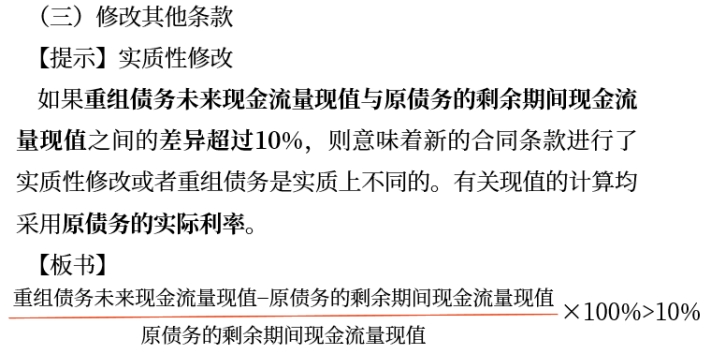 （三）修改其他条款
【提示】实质性修改
如果重组债务未来现金流量现值与原债务的剩余期间现金流
量现值之间的差异超过10%，则意味着新的合同条款进行了
实质性修改或者重组债务是实质上不同的。有关现值的计算均
采用原债务的实际利率。
【板书】
重组债务未来现金流量现值-原债务的剩余期间现金流量现值
原债务的剩余期间现金流量现值
×100%>10%